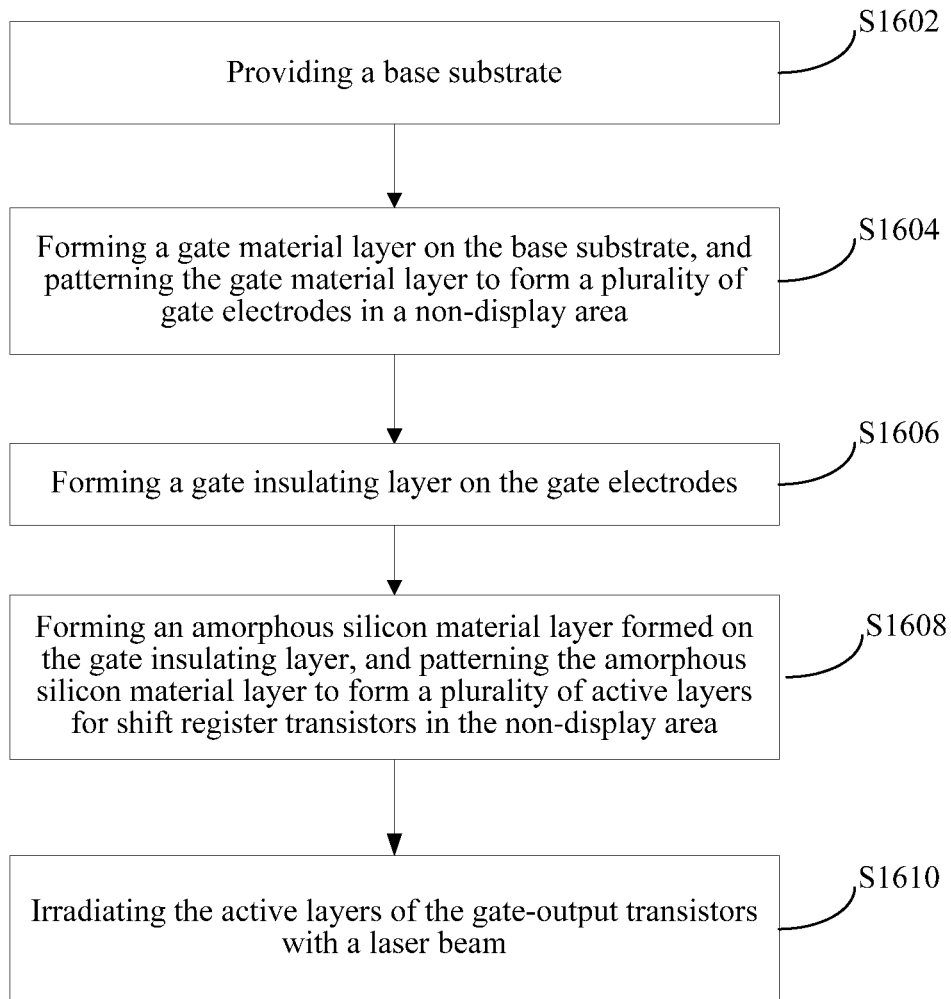 S1602
Providing a base substrate
S1604
Forming a gate material layer on the base substrate, and
patterning the gate material layer to form a plurality of
gate electrodes in a non-display area
S1606
Forming a gate insulating layer on the gate electrodes
S1608
Forming an amorphous silicon material layer formed on
the gate insulating layer, and patterning the amorphous
silicon material layer to form a plurality of active layers
for shift register transistors in the non-display area
S1610
Irradiating the active layers of the gate-output transistors
with a laser beam